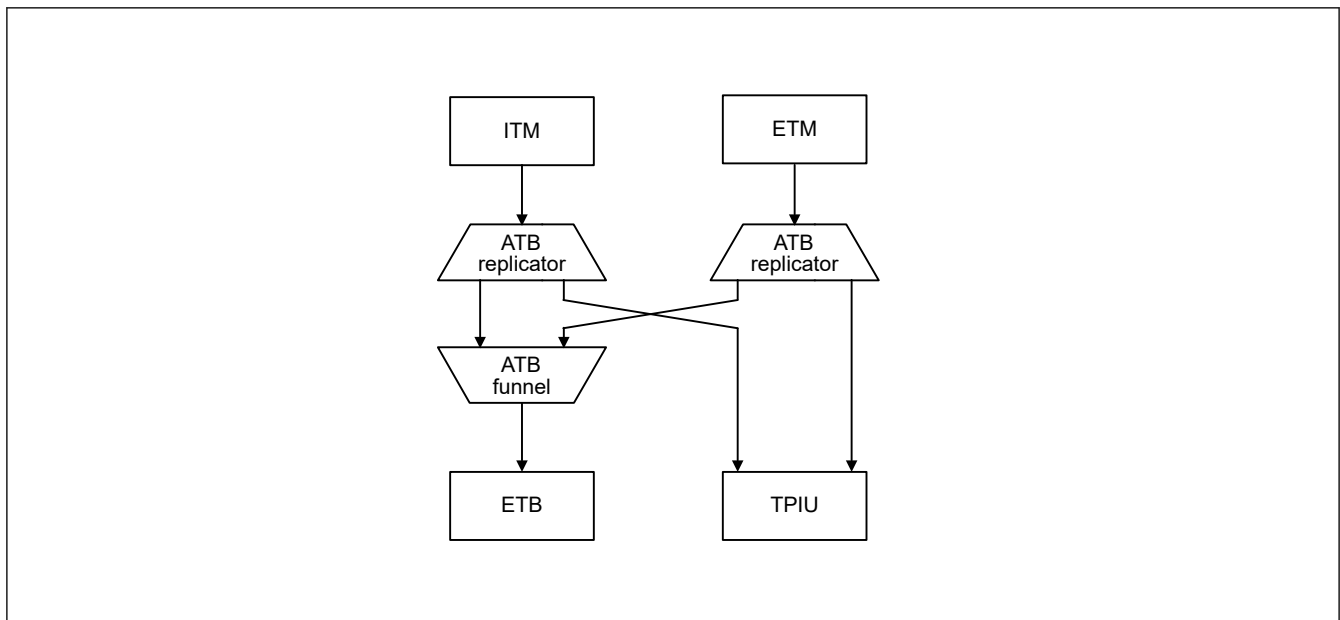 ITM
ETM
ATB
replicator
ATB
replicator
ATB
funnel
ETB
TPIU